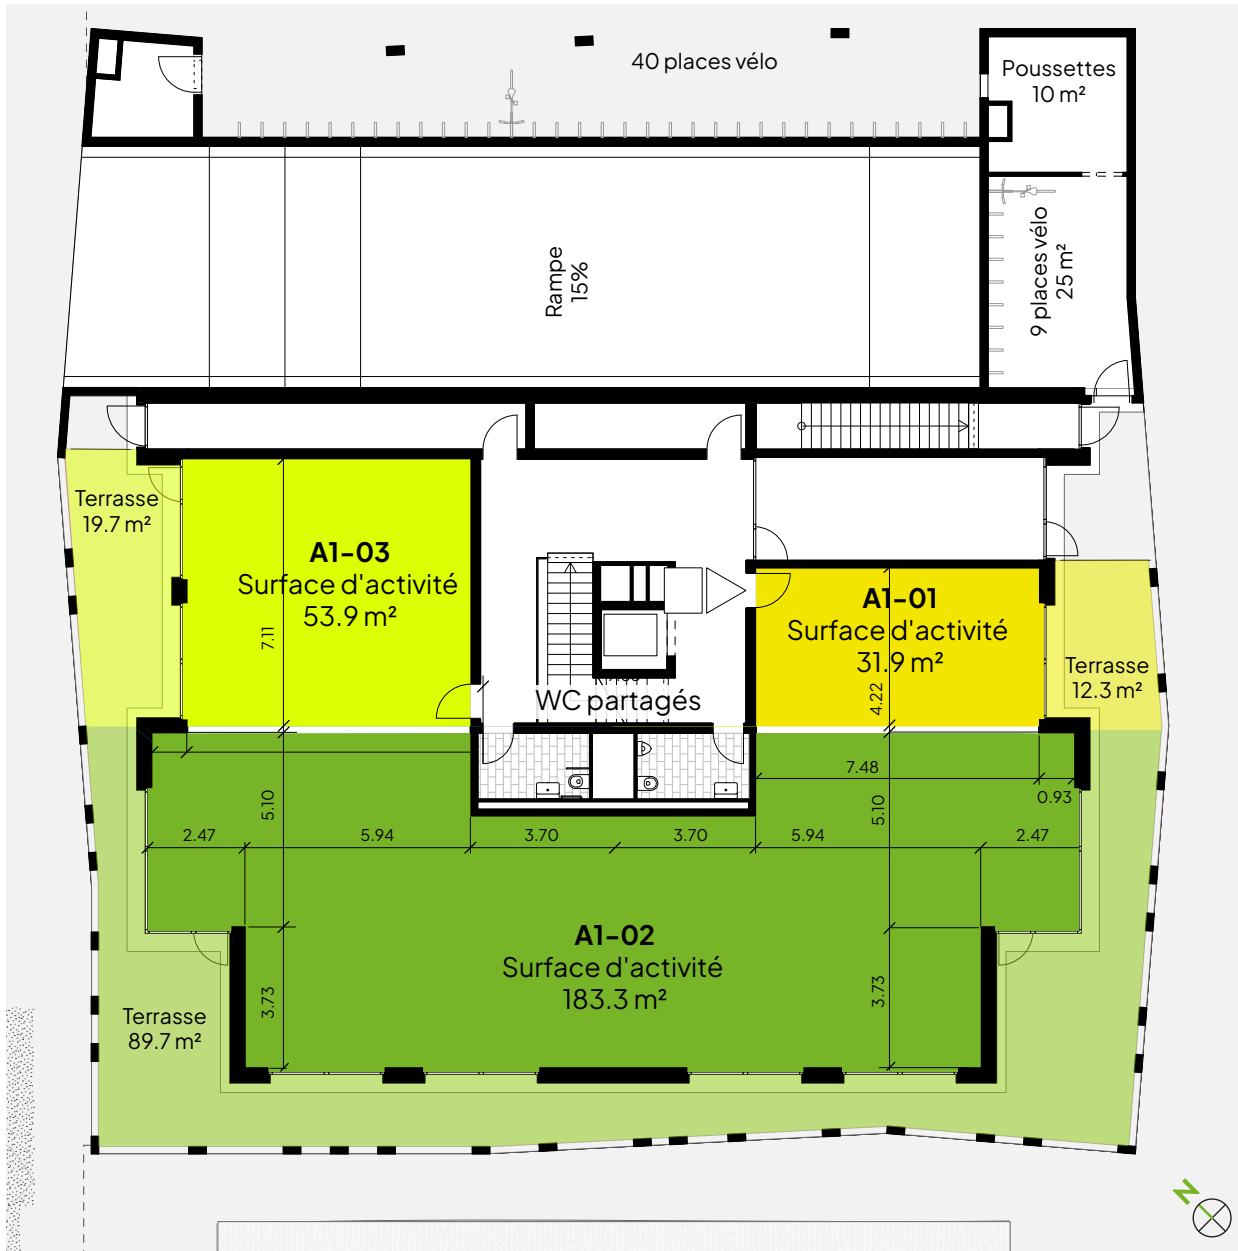 40 places vélo
Poussettes
10 m²
Rampe
15%
9 places vélo
25 m²
Terrasse
19.7 m²
A1-03
Surface d'activité
53.9 m²
7.11
A1-01
Surface d'activité
31.9 m²
4.22
Terrasse
12.3 m²
WC partagés
7.48
0.93
5.10
5.10
2.47
5.94
3.70
3.70
5.94
2.47
A1-02
Surface d'activité
183.3 m²
3.73
3.73
Terrasse
89.7 m²
N